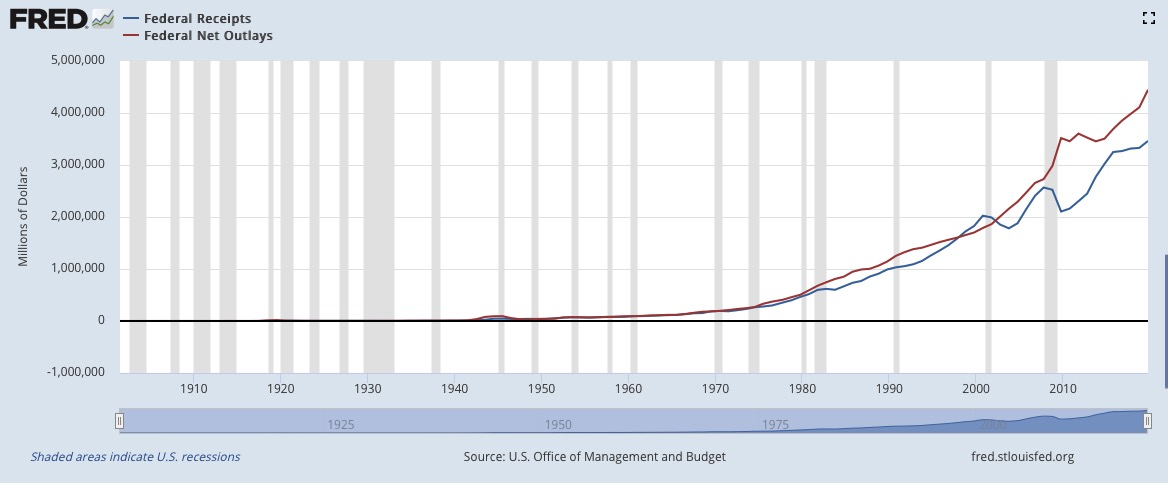 FRED
Federal Receipts
Federal Net Outlays
5,000,000
4,000,000
3,000,000
2,000,000
1,000,000
0
-1,000,000
Millions of Dollars
1910 1920 1930 1940 1950 1960 1970 1980 1990 2000 2010
1925 1950 1975 2000
Shaded areas indicate U.S. recessions
Source: U.S. Office of Management and Budget
fred.stlouisfed.org